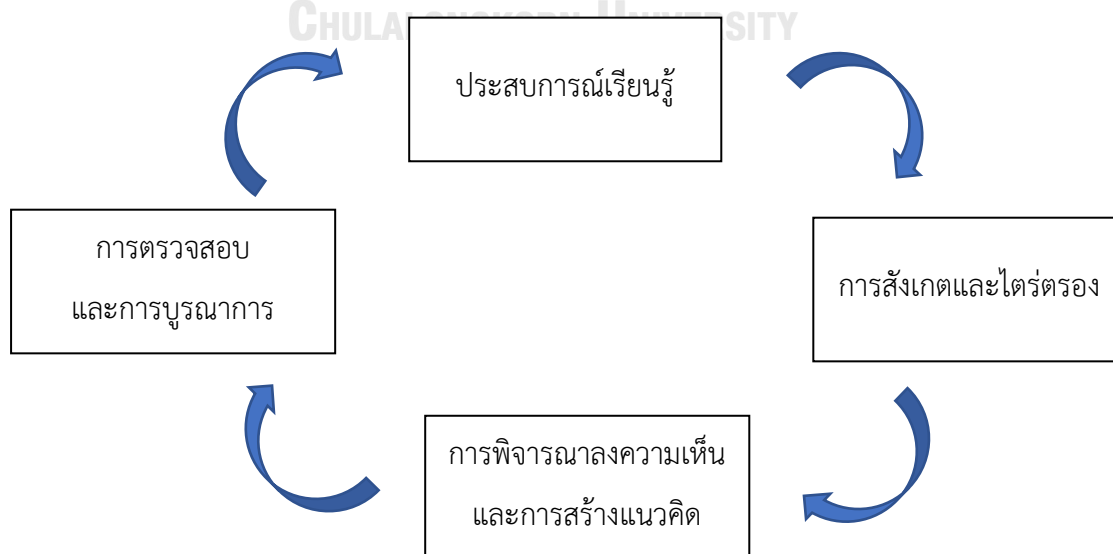 CHULALONGKORN UNIVERSITY
ประสบการณ์เรียนรู้
การสังเกตและไตร่ตรอง
การพิจารณาลงความเห็น
และการสร้างแนวคิด
การตรวจสอบ
และการบูรณาการ